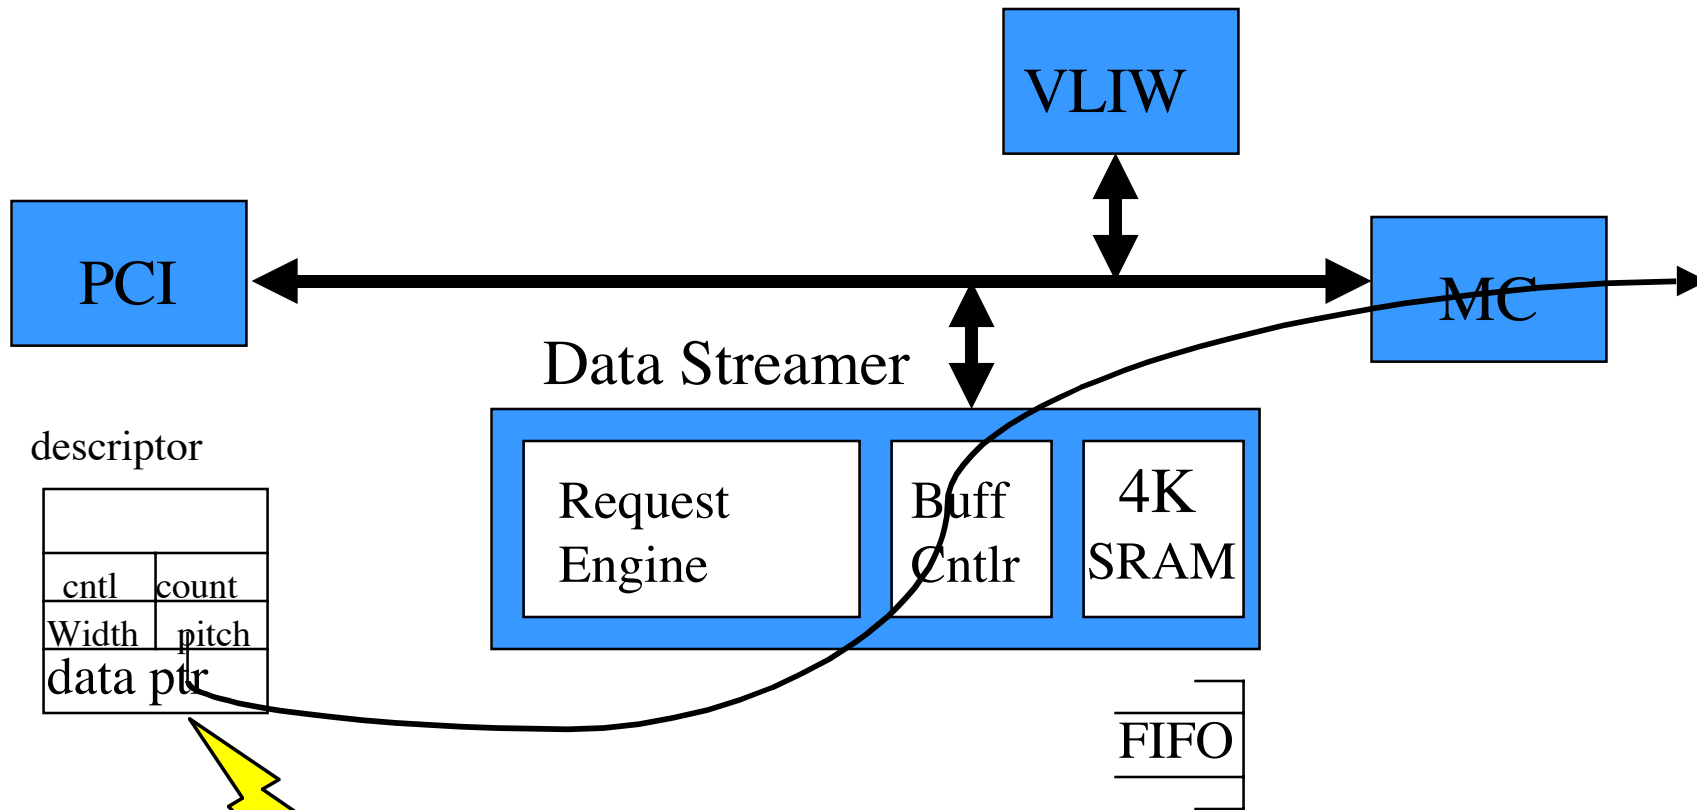 VLIW
PCI
MC
Data Streamer
descriptor
Request
Engine
Buff
Cntlr
4K
SRAM
cntl count
Width pitch
data ptr
FIFO